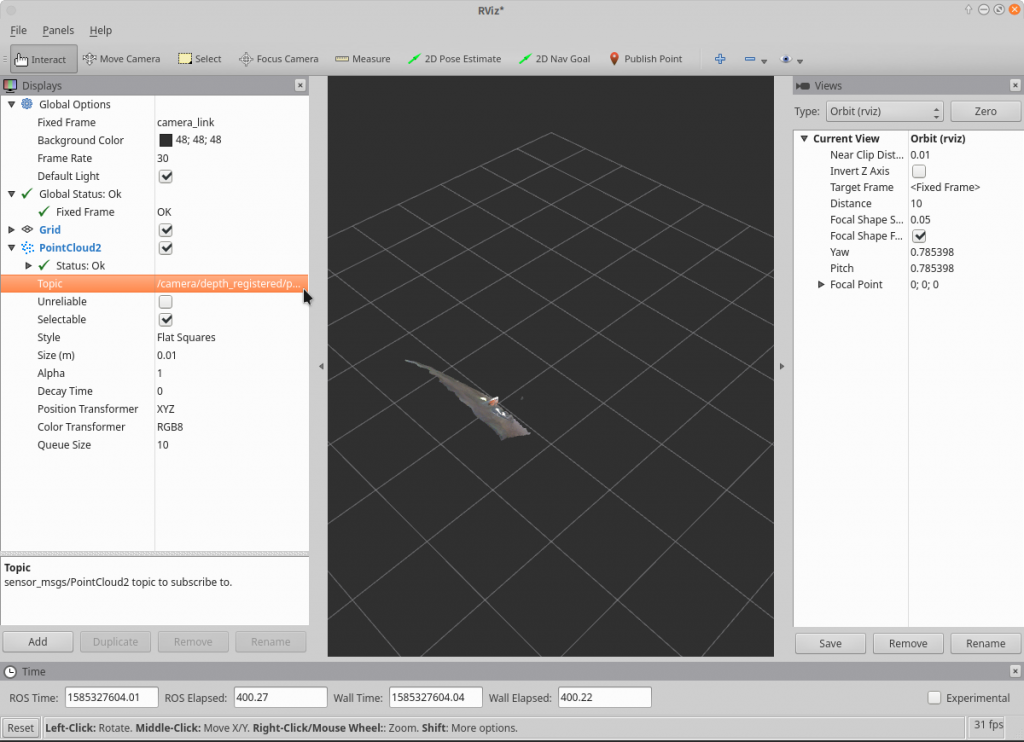 RViz*
File Panels Help
Interact Move Camera Select Focus Camera Measure 2D Pose Estimate 2D Nav Goal Publish Point
Displays
Global Options
Fixed Frame camera_link
Background Color 48; 48; 48
Frame Rate 30
Default Light
Global Status: Ok
Fixed Frame OK
Grid
PointCloud2
Status: Ok
Topic /camera/depth_registered/p...
Unreliable
Selectable
Style Flat Squares
Size (m) 0.01
Alpha 1
Decay Time 0
Position Transformer XYZ
Color Transformer RGB8
Queue Size 10
Topic
sensor_msgs/PointCloud2 topic to subscribe to.
Add Duplicate Remove Rename
Views
Type: Orbit (rviz) Zero
Current View Orbit (rviz)
Near Clip Dist... 0.01
Invert Z Axis
Target Frame <Fixed Frame>
Distance 10
Focal Shape S... 0.05
Focal Shape F...
Yaw 0.785398
Pitch 0.785398
Focal Point 0; 0; 0
Save Remove Rename
Time
ROS Time: 1585327604.01 ROS Elapsed: 400.27 Wall Time: 1585327604.04 Wall Elapsed: 400.22 Experimental
Reset Left-Click: Rotate. Middle-Click: Move X/Y. Right-Click/Mouse Wheel:: Zoom. Shift: More options. 31 fps